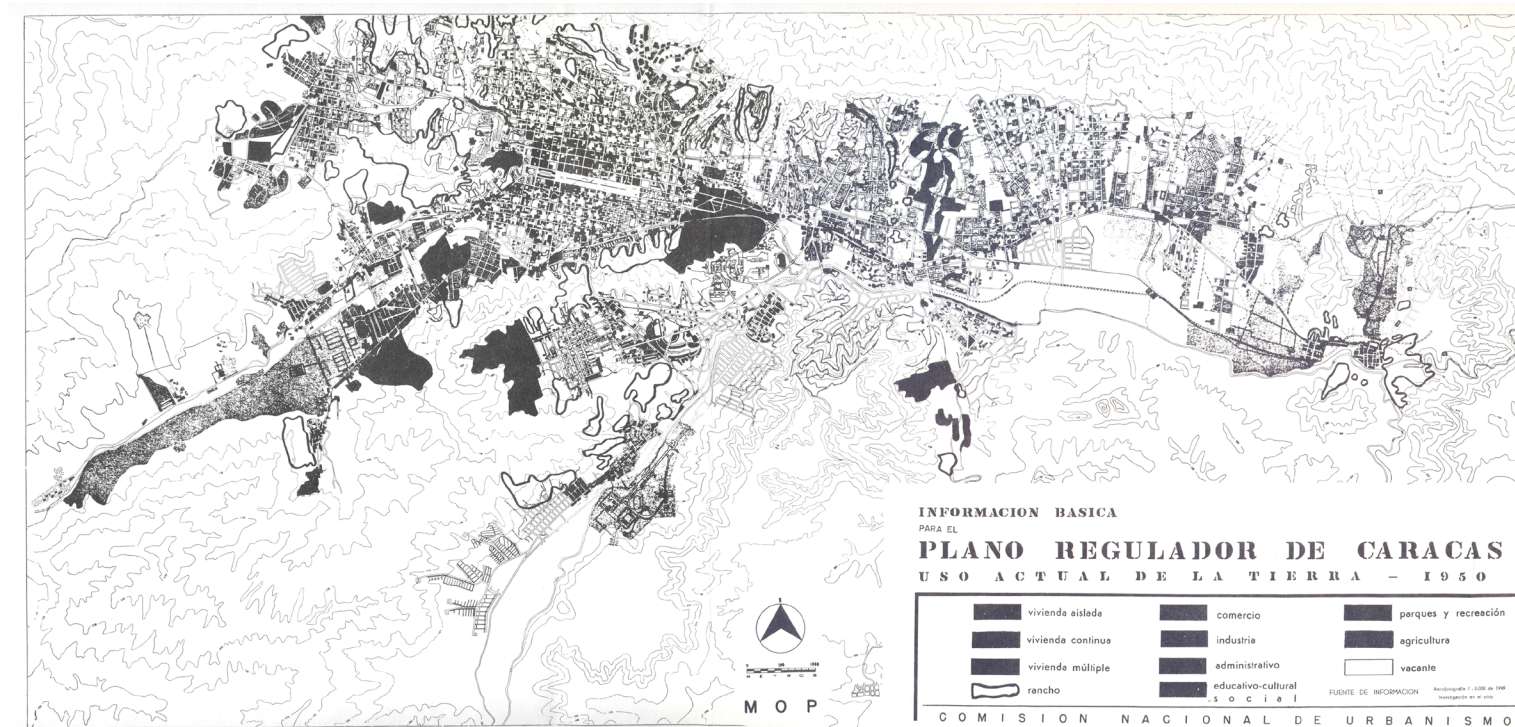 INFORMACION BASICA
PARA EL
PLANO REGULADOR DE CARACAS
USO ACTUAL DE LA TIERRA - 1950
vivienda aislada
vivienda continua
vivienda múltiple
rancho
comercio
industria
administrativo
educativo-cultural
social
parques y recreación
agricultura
vacante
FUENTE DE INFORMACION
METROS
MOP
COMISION NACIONAL DE URBANISMO